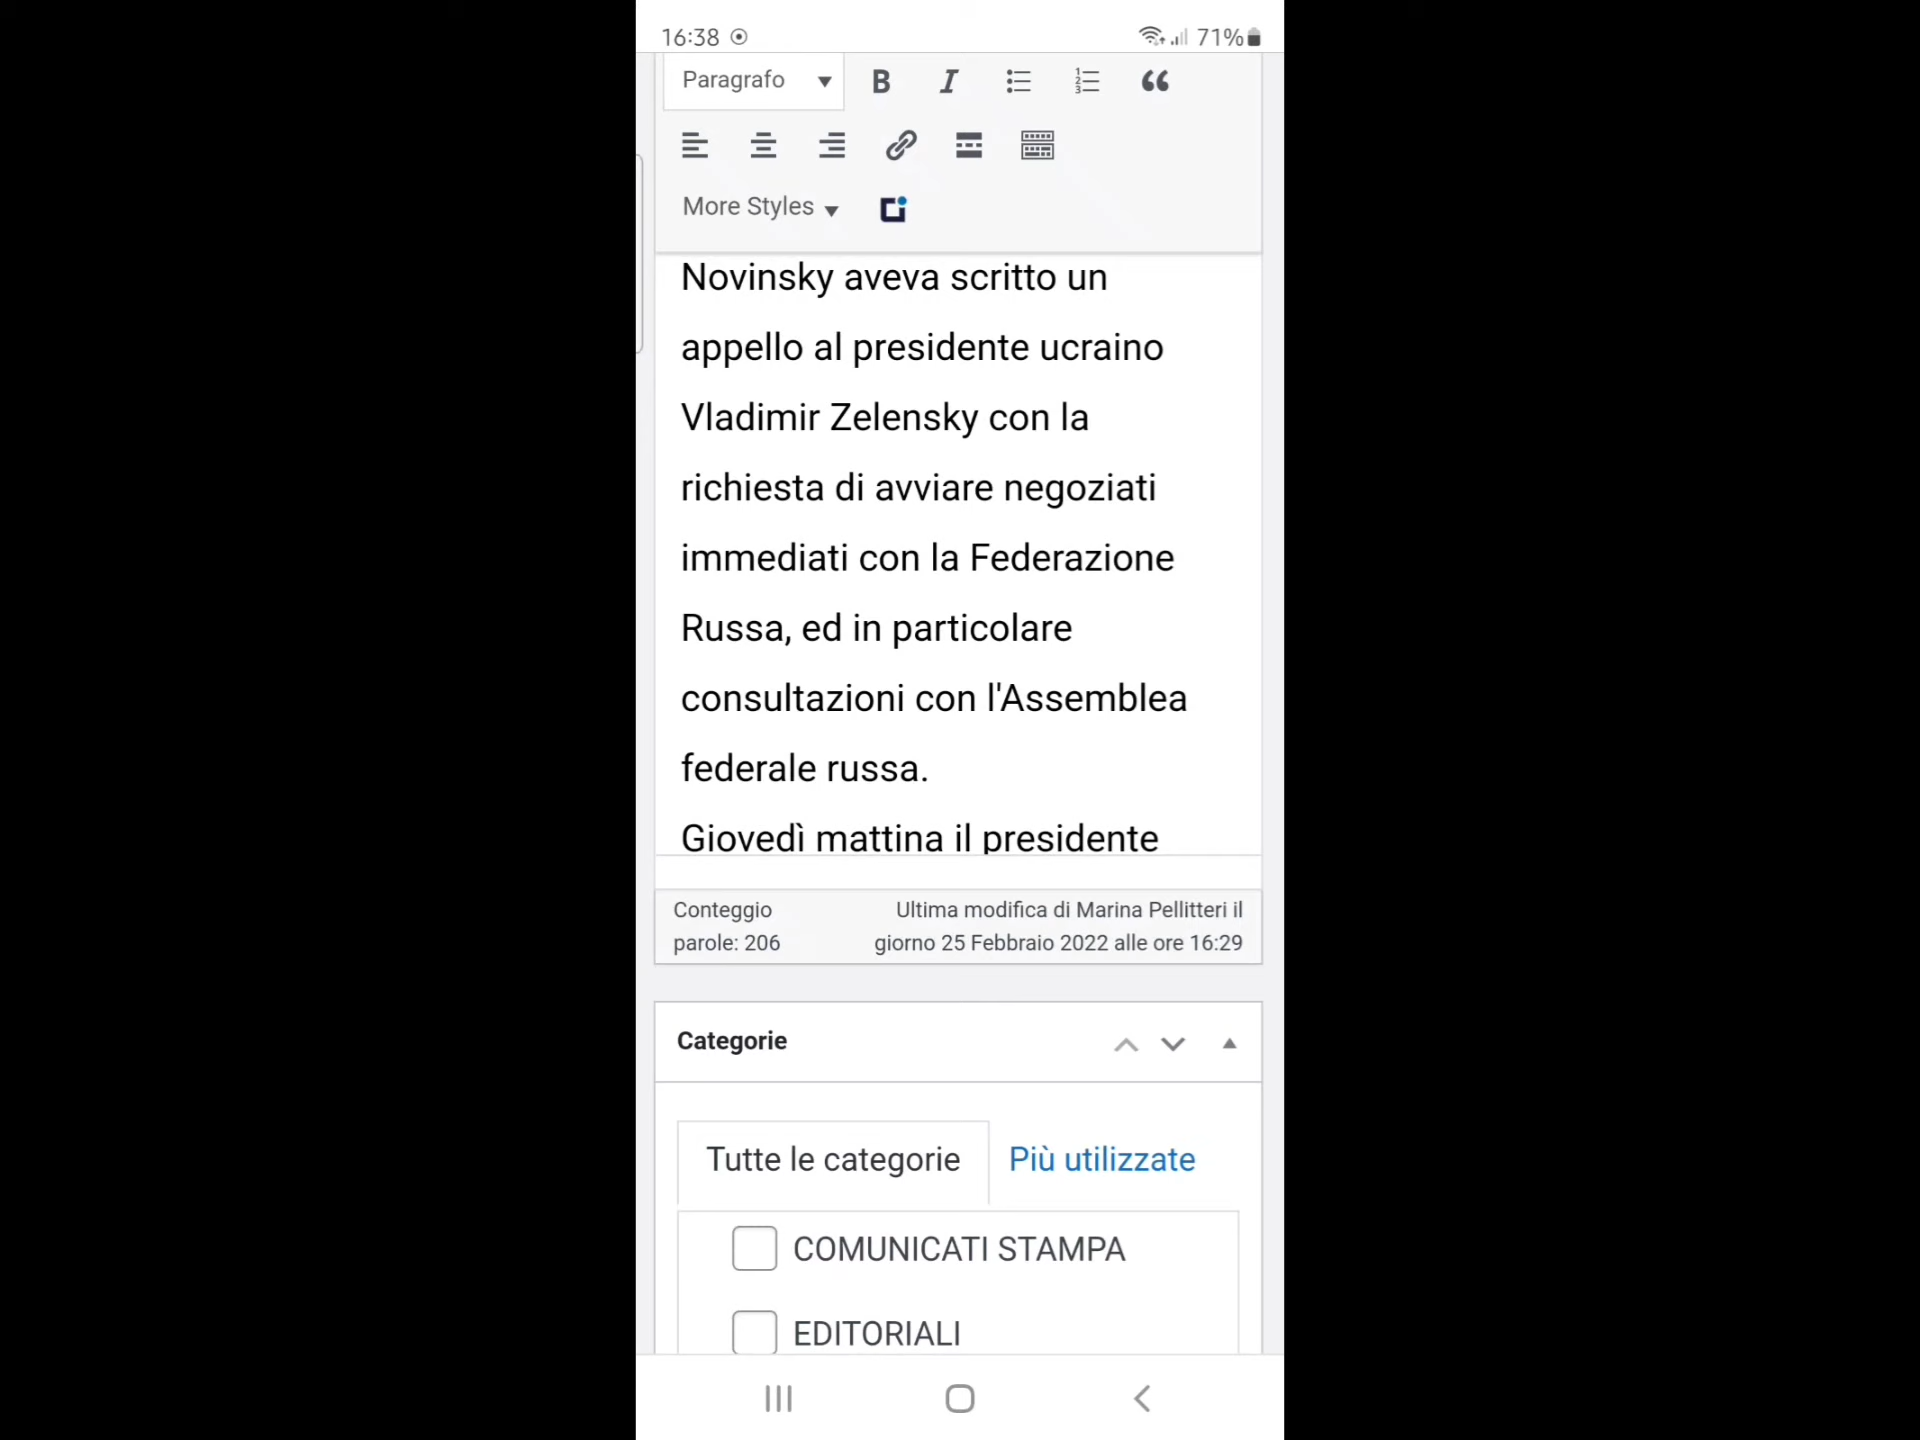 16:38 71%
Paragrafo
More Styles
Novinsky aveva scritto un
appello al presidente ucraino
Vladimir Zelensky con la
richiesta di avviare negoziati
immediati con la Federazione
Russa, ed in particolare
consultazioni con l'Assemblea
federale russa.
Giovedì mattina il presidente
Conteggio
parole: 206
Ultima modifica di Marina Pellitteri il
giorno 25 Febbraio 2022 alle ore 16:29
Categorie
Tutte le categorie
Più utilizzate
COMUNICATI STAMPA
EDITORIALI